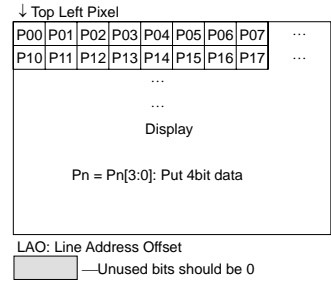 ↓ Top Left Pixel
P00 P01 P02 P03 P04 P05 P06 P07 ...
P10 P11 P12 P13 P14 P15 P16 P17 ...
...
...
Display
Pn = Pn[3:0]: Put 4bit data
LAO: Line Address Offset
—Unused bits should be 0